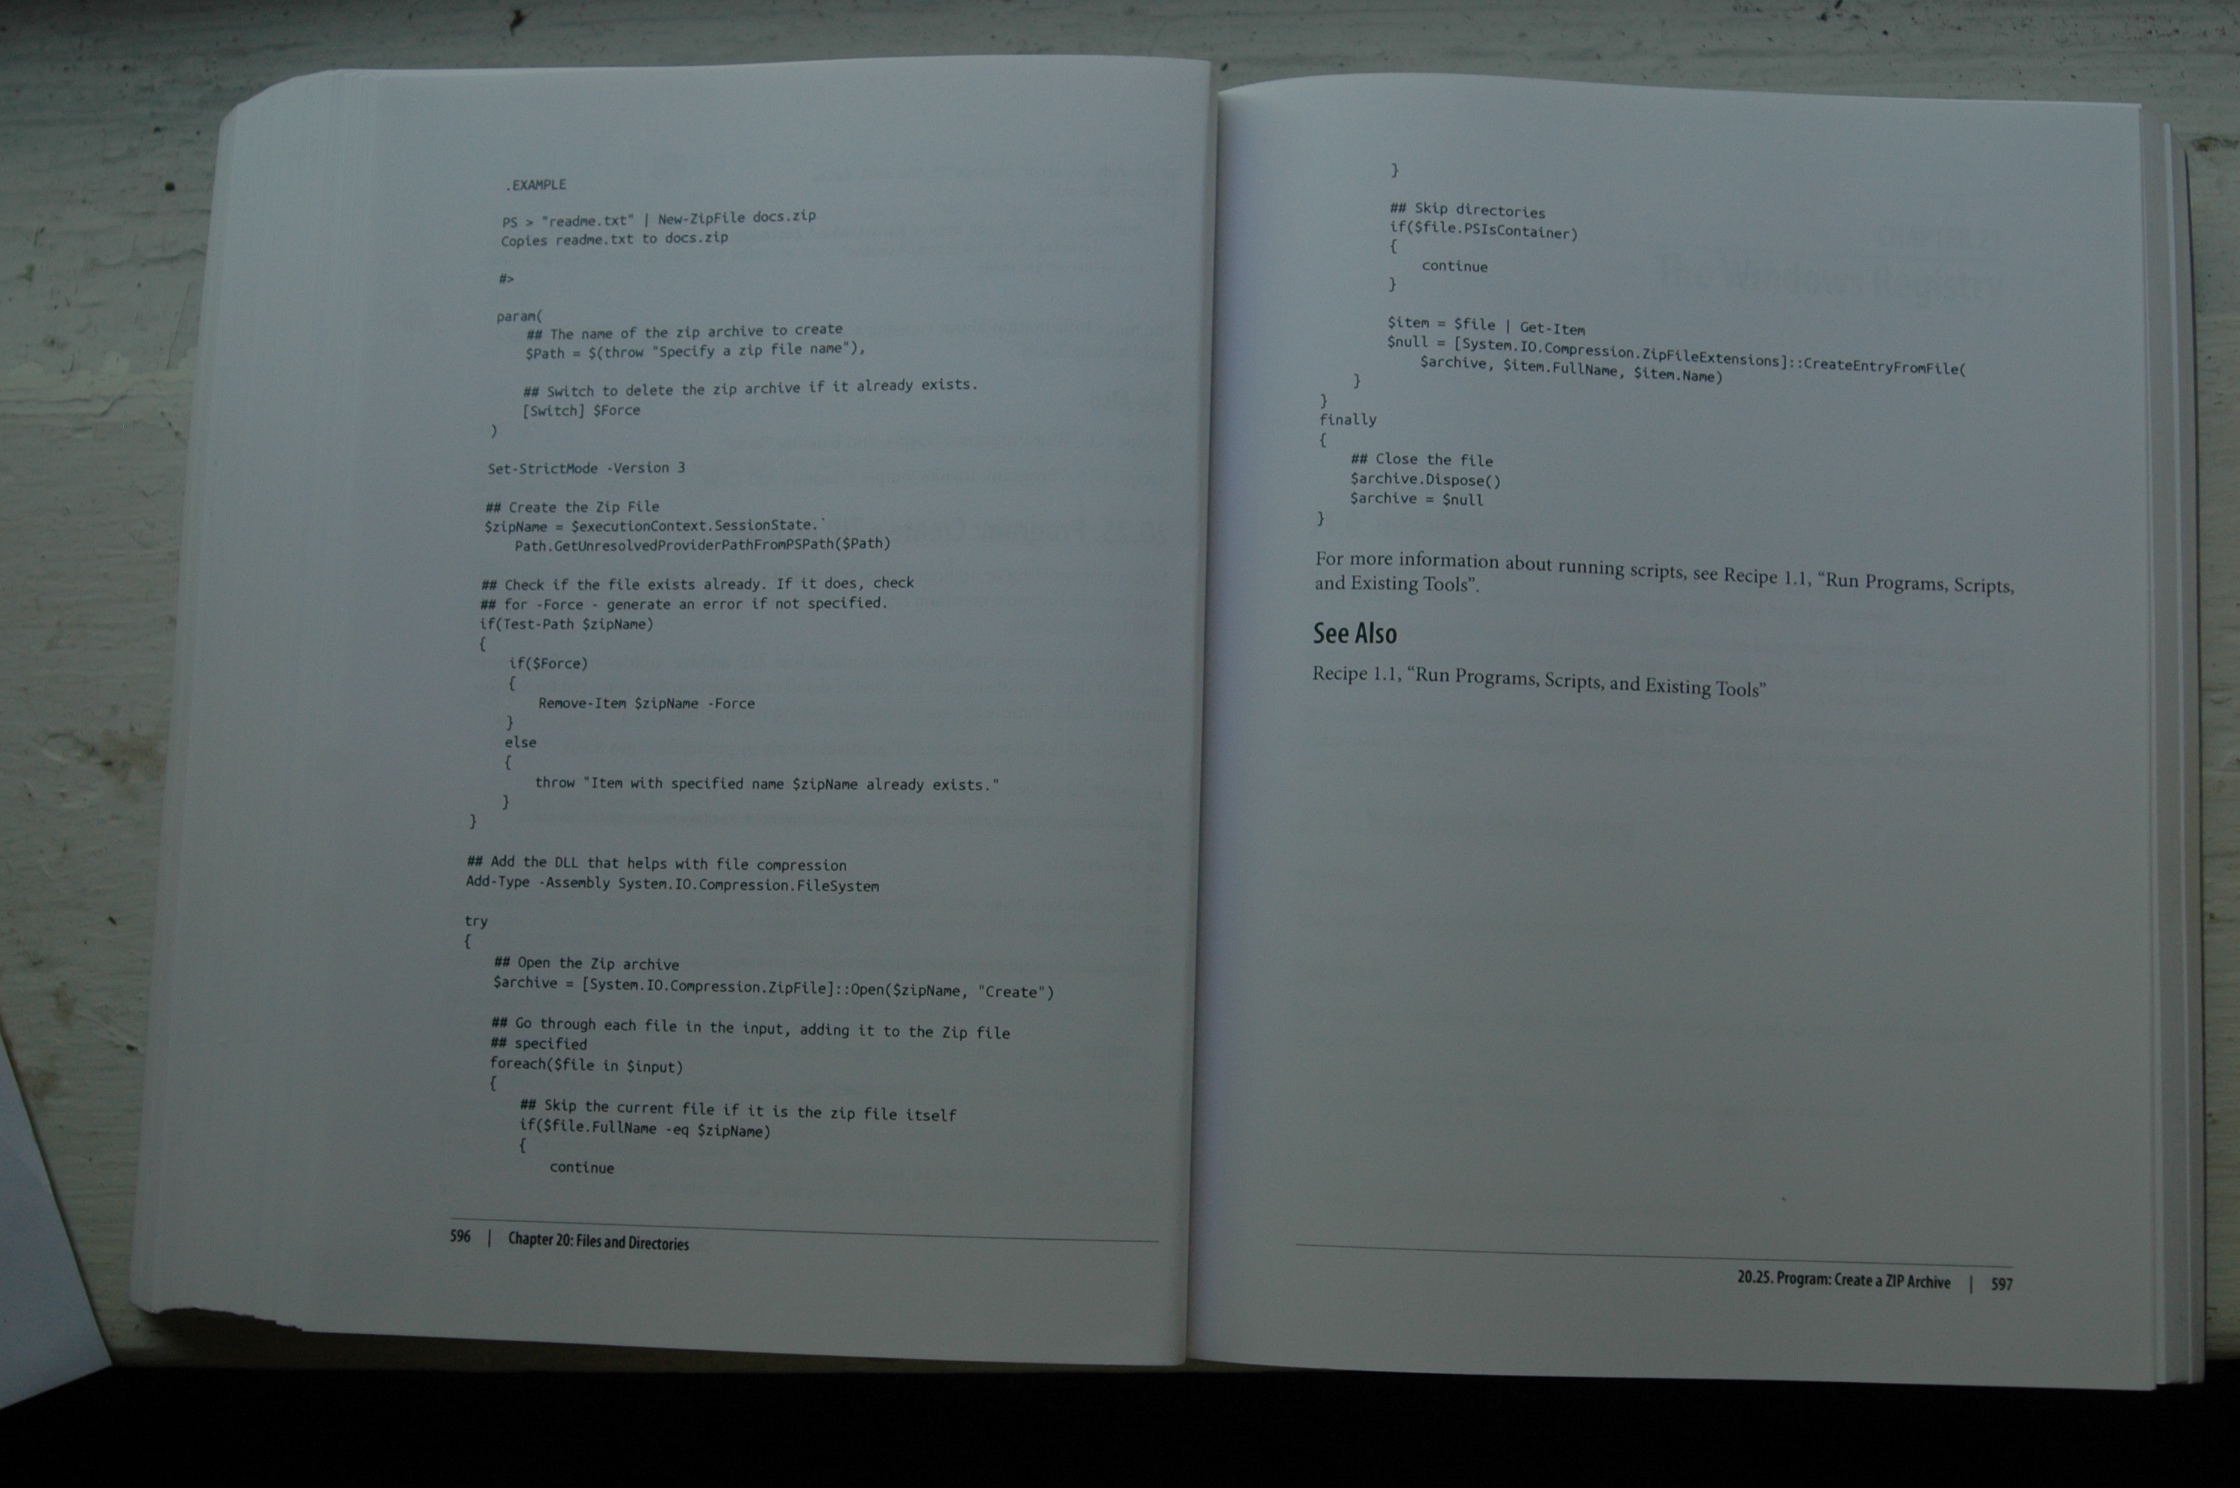 .EXAMPLE
PS > "readme.txt" | New-ZipFile docs.zip
Copies readme.txt to docs.zip
#>
param(
## The name of the zip archive to create
$Path = $(throw "Specify a zip file name"),
## Switch to delete the zip archive if it already exists.
[Switch] $Force
)
Set-StrictMode -Version 3
## Create the Zip File
$zipName = $executionContext.SessionState.`
Path.GetUnresolvedProviderPathFromPSPath($Path)
## Check if the file exists already. If it does, check
## for -Force - generate an error if not specified.
if(Test-Path $zipName)
{
if($Force)
{
Remove-Item $zipName -Force
}
else
{
throw "Item with specified name $zipName already exists."
}
}
## Add the DLL that helps with file compression
Add-Type -Assembly System.IO.Compression.FileSystem
try
{
## Open the Zip archive
$archive = [System.IO.Compression.ZipFile]::Open($zipName, "Create")
## Go through each file in the input, adding it to the Zip file
## specified
foreach($file in $input)
{
## Skip the current file if it is the zip file itself
if($file.FullName -eq $zipName)
{
continue
596 | Chapter 20: Files and Directories
}
## Skip directories
if($file.PSIsContainer)
{
continue
}
$item = $file | Get-Item
$null = [System.IO.Compression.ZipFileExtensions]::CreateEntryFromFile(
$archive, $item.FullName, $item.Name)
}
}
finally
{
## Close the file
$archive.Dispose()
$archive = $null
}
For more information about running scripts, see Recipe 1.1, “Run Programs, Scripts,
and Existing Tools”.
See Also
Recipe 1.1, “Run Programs, Scripts, and Existing Tools”
20.25. Program: Create a ZIP Archive | 597